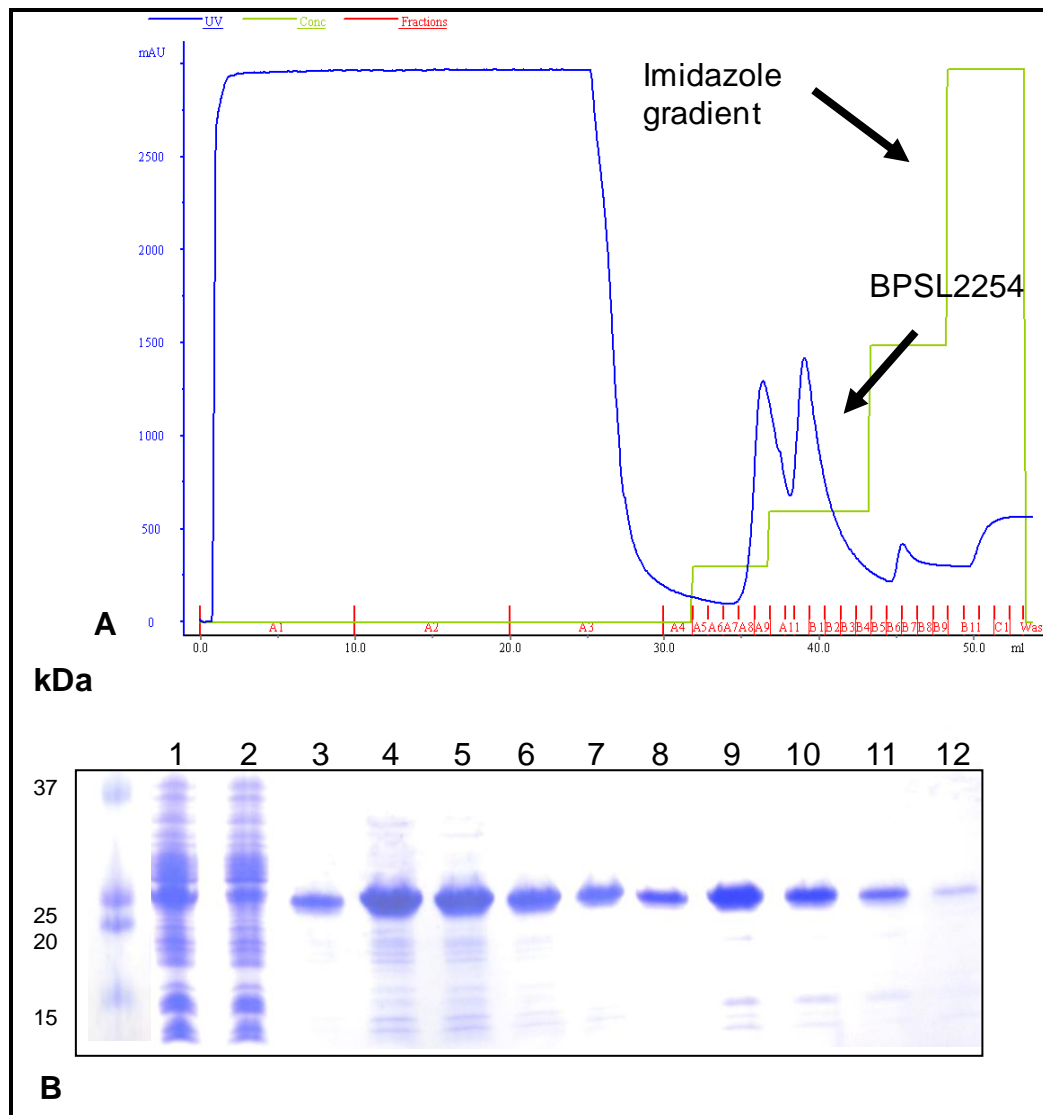 UV Conc Fractions
mAU
Imidazole
gradient
2500
2000
BPSL2254
1500
1000
500
0
A
A1 A2 A3 A4 A5 A6 A7 A8 A9 A11 B1 B2 B3 B4 B5 B6 B7 B8 B9 B11 C1 Was
0.0 10.0 20.0 30.0 40.0 50.0 ml
kDa
1 2 3 4 5 6 7 8 9 10 11 12
37
25
20
15
B